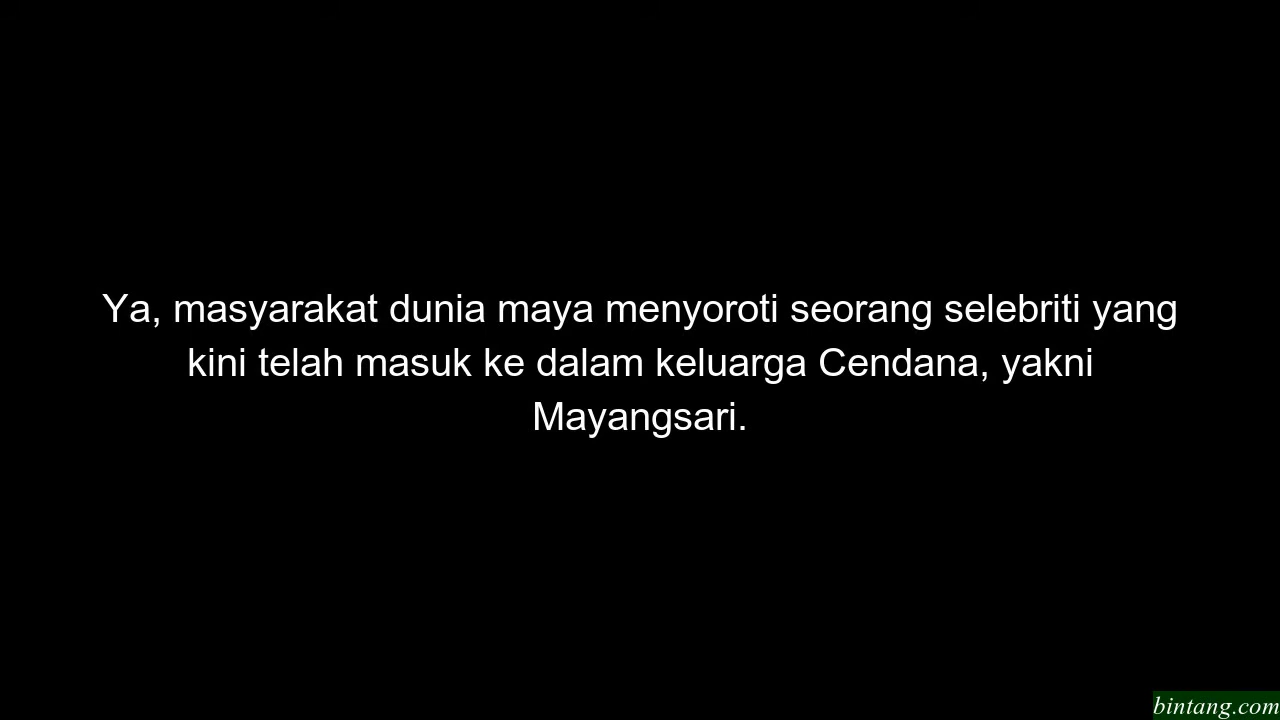 Ya, masyarakat dunia maya menyoroti seorang selebriti yang
kini telah masuk ke dalam keluarga Cendana, yakni
Mayangsari.
bintang.com